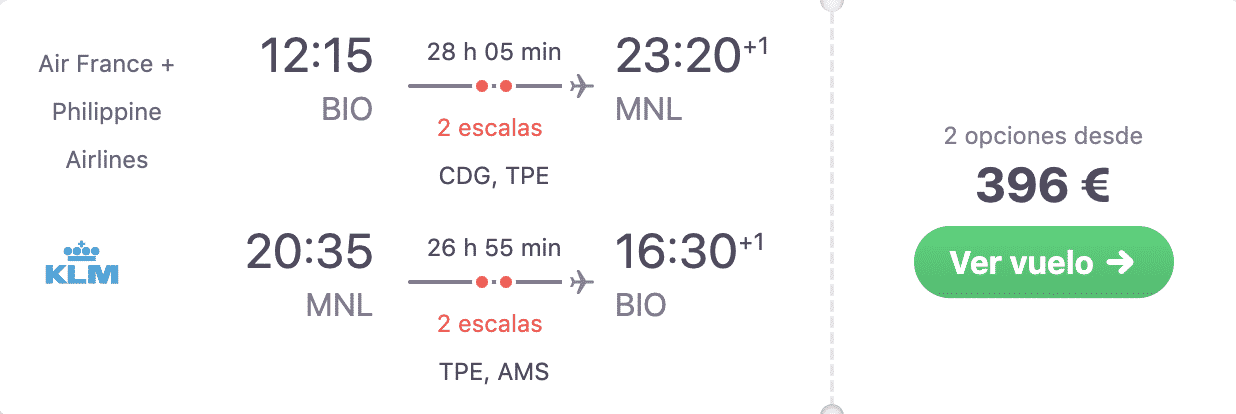 Air France +
Philippine
Airlines
12:15
BIO
28 h 05 min
2 escalas
CDG, TPE
23:20+1
MNL
KLM
20:35
MNL
26 h 55 min
2 escalas
TPE, AMS
16:30+1
BIO
2 opciones desde
396 €
Ver vuelo →